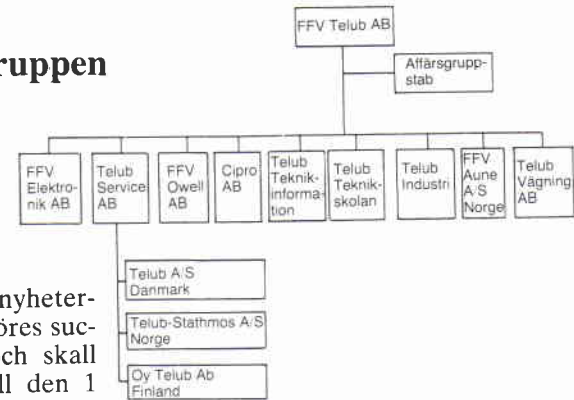 ruppen
FFV Telub AB
Affärsgrupp-
stab
FFV
Elektro-
nik AB
Telub
Service
AB
FFV
Owell
AB
Cipro
AB
Telub
Teknik-
informa-
tion
Telub
Teknik-
skolan
Telub
Industri
FFV
Aune
A/S
Norge
Telub
Vägning
AB
Telub A/S
Danmark
Telub-Stathmos A/S
Norge
Oy Telub Ab
Finland
nyheter-
öres suc-
ch skall
ll den 1